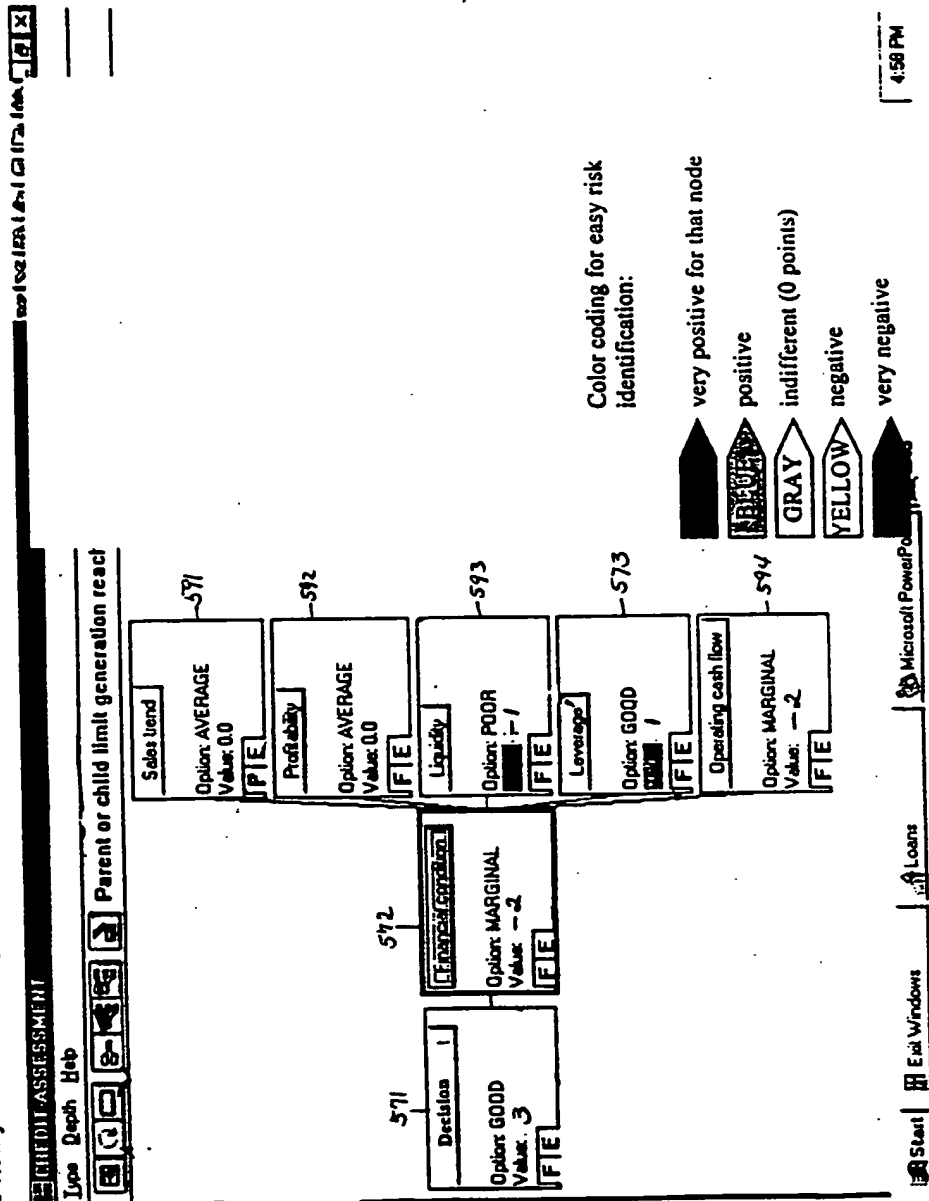 CREDIT ASSESSMENT
Type Depth Help
Parent or child limit generation react
571
Decision
Option: GOOD
Value: 3
F E
572
Financial condition
Option: MARGINAL
Value: -2
F E
Sales trend
591
Option: AVERAGE
Value: 0.0
P E
Profitability
592
Option: AVERAGE
Value: 0.0
F E
Liquidity
593
Option: POOR
: -1
F E
Leverage
573
Option: GOOD
1
F E
Operating cash flow
594
Option: MARGINAL
Value: -2
F E
Color coding for easy risk
identification:
very positive for that node
positive
GRAY indifferent (0 points)
YELLOW negative
very negative
Start
Exit Windows
Loans
Microsoft PowerPo
4:58 PM